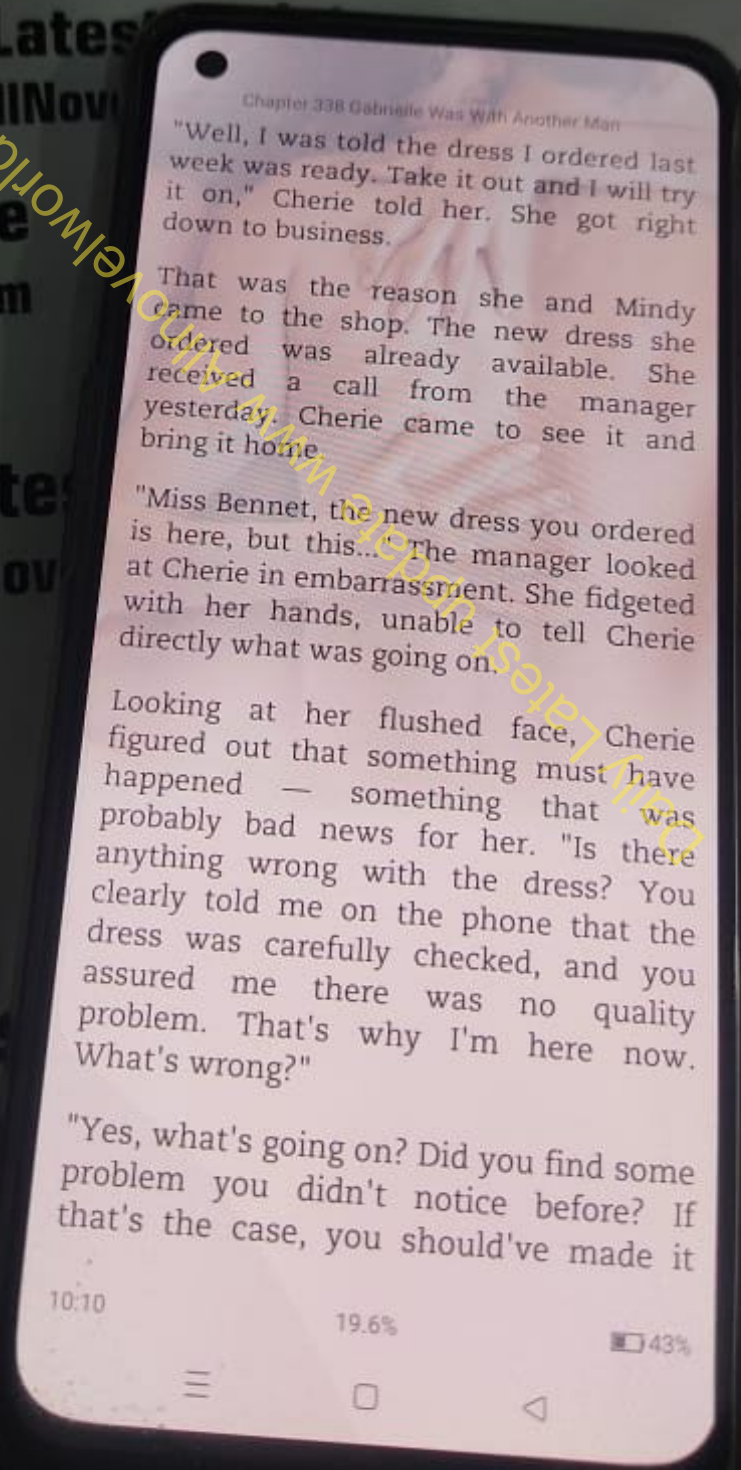 Lates
llNov
e
m
tes
ov
Chapter 338 Gabrielle Was With Another Man
"Well, I was told the dress I ordered last
week was ready. Take it out and I will try
it on," Cherie told her. She got right
down to business.
That was the reason she and Mindy
came to the shop. The new dress she
ordered was already available. She
received a call from the manager
yesterday. Cherie came to see it and
bring it home.
"Miss Bennet, the new dress you ordered
is here, but this..." The manager looked
at Cherie in embarrassment. She fidgeted
with her hands, unable to tell Cherie
directly what was going on.
Looking at her flushed face, Cherie
figured out that something must have
happened — something that was
probably bad news for her. "Is there
anything wrong with the dress? You
clearly told me on the phone that the
dress was carefully checked, and you
assured me there was no quality
problem. That's why I'm here now.
What's wrong?"
"Yes, what's going on? Did you find some
problem you didn't notice before? If
that's the case, you should've made it
10:10
19.6%
43%
Daily Latest update www.Allnovelworld